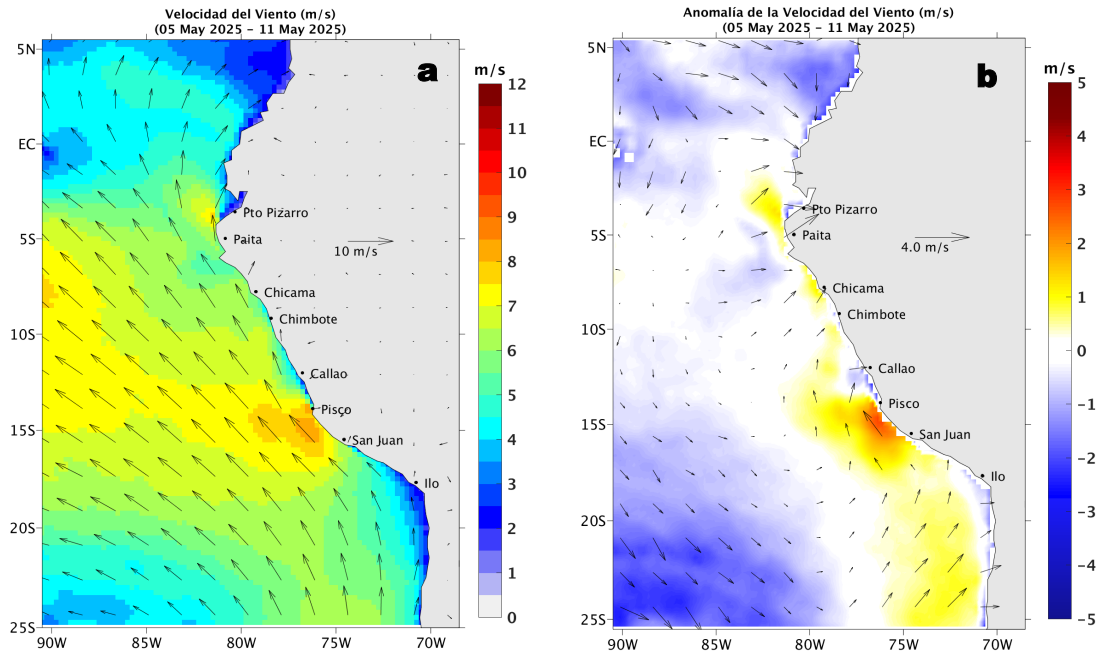 Velocidad del Viento (m/s)
(05 May 2025 – 11 May 2025)
a
m/s
12
11
10
9
8
7
6
5
4
3
2
1
0
5N
EC
5S
10S
15S
20S
25S
90W
85W
80W
75W
70W
Pto Pizarro
Paita
10 m/s
Chicama
Chimbote
Callao
Pisco
San Juan
Ilo
Anomalía de la Velocidad del Viento (m/s)
(05 May 2025 – 11 May 2025)
b
m/s
5
4
3
2
1
0
−1
−2
−3
−4
−5
5N
EC
5S
10S
15S
20S
25S
90W
85W
80W
75W
70W
Pto Pizarro
Paita
4.0 m/s
Chicama
Chimbote
Callao
Pisco
San Juan
Ilo